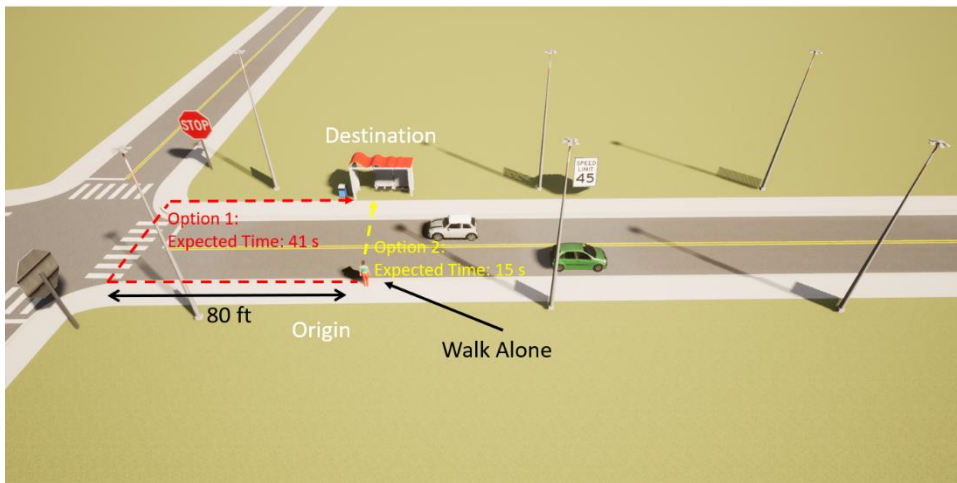 STOP
Destination
SPEED
LIMIT
45
Option 1:
Expected Time: 41 s
Option 2:
Expected Time: 15 s
80 ft
Origin
Walk Alone